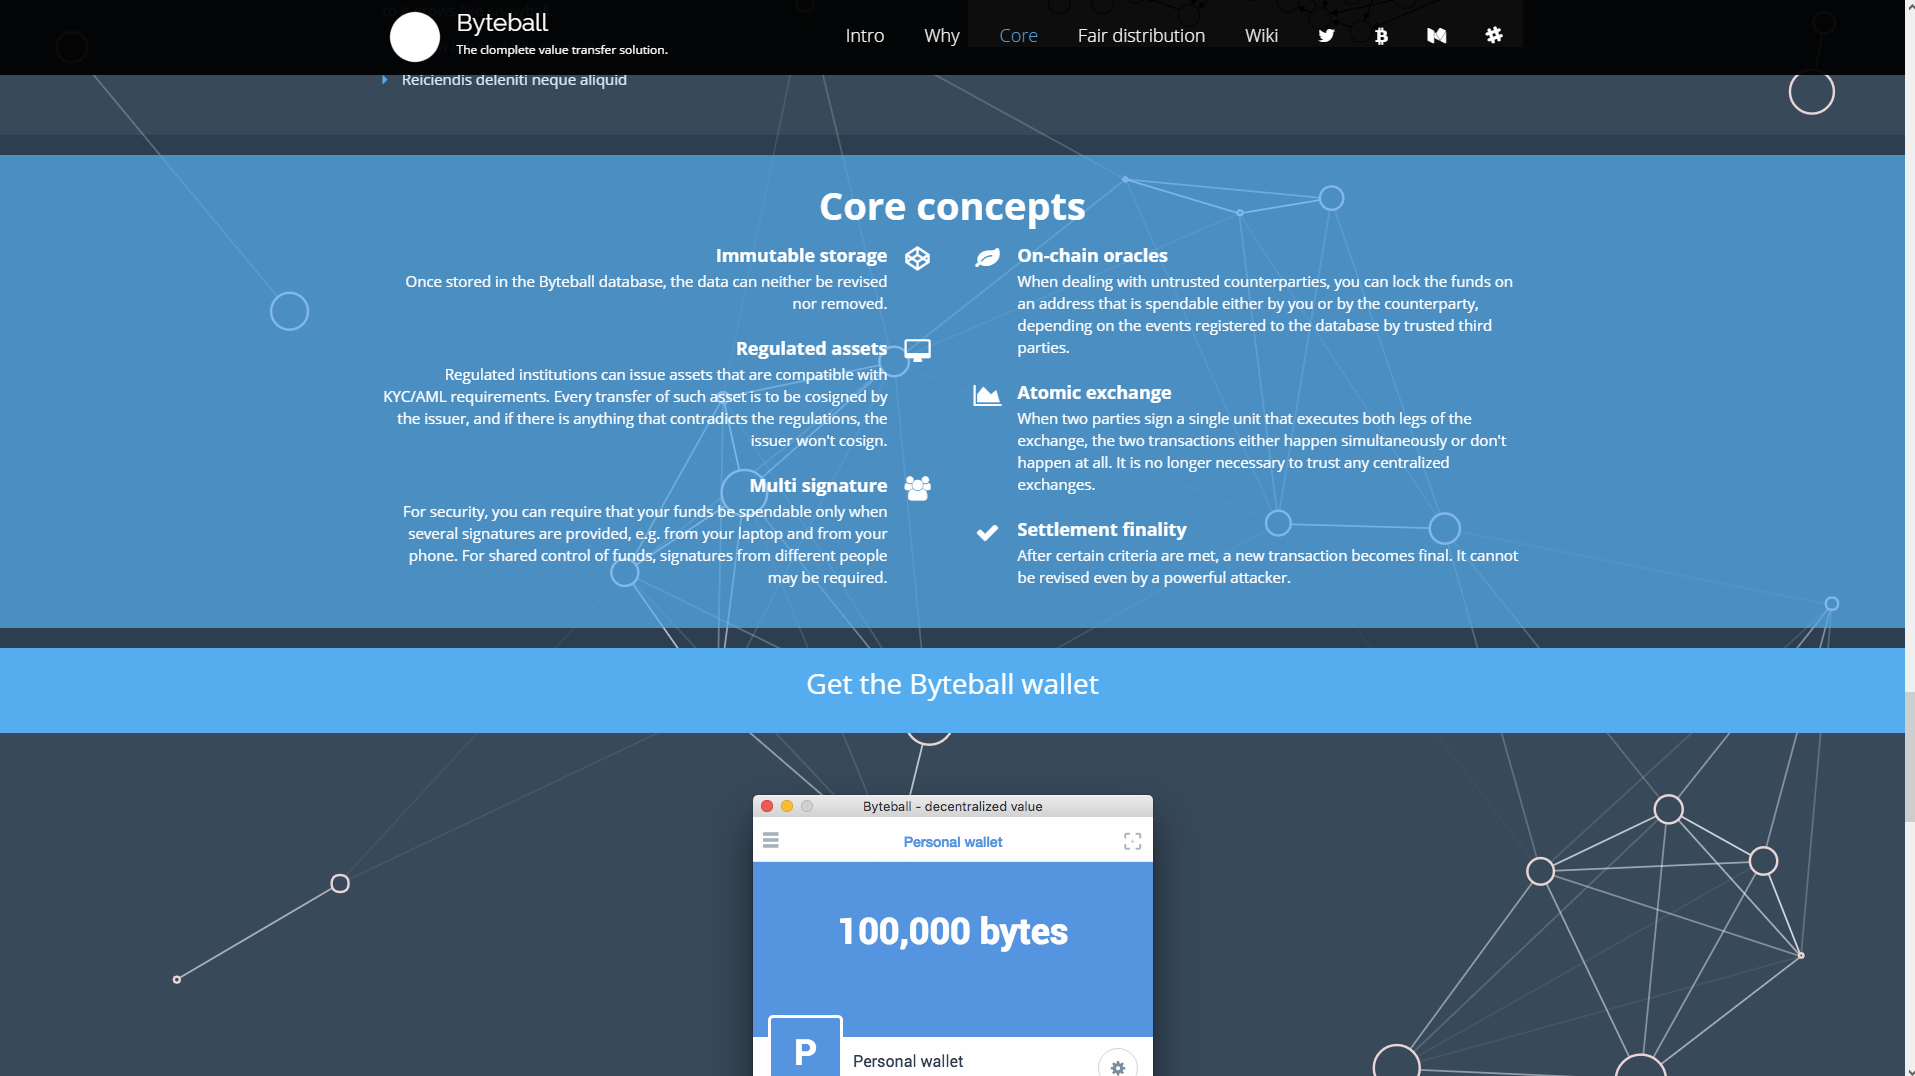 Byteball
The clomplete value transfer solution.
Intro
Why
Core
Fair distribution
Wiki
Reiciendis deleniti neque aliquid
Core concepts
Immutable storage
Once stored in the Byteball database, the data can neither be revised
nor removed.
Regulated assets
Regulated institutions can issue assets that are compatible with
KYC/AML requirements. Every transfer of such asset is to be cosigned by
the issuer, and if there is anything that contradicts the regulations, the
issuer won't cosign.
Multi signature
For security, you can require that your funds be spendable only when
several signatures are provided, e.g. from your laptop and from your
phone. For shared control of funds, signatures from different people
may be required.
On-chain oracles
When dealing with untrusted counterparties, you can lock the funds on
an address that is spendable either by you or by the counterparty,
depending on the events registered to the database by trusted third
parties.
Atomic exchange
When two parties sign a single unit that executes both legs of the
exchange, the two transactions either happen simultaneously or don't
happen at all. It is no longer necessary to trust any centralized
exchanges.
Settlement finality
After certain criteria are met, a new transaction becomes final. It cannot
be revised even by a powerful attacker.
Get the Byteball wallet
Byteball - decentralized value
Personal wallet
100,000 bytes
P
Personal wallet